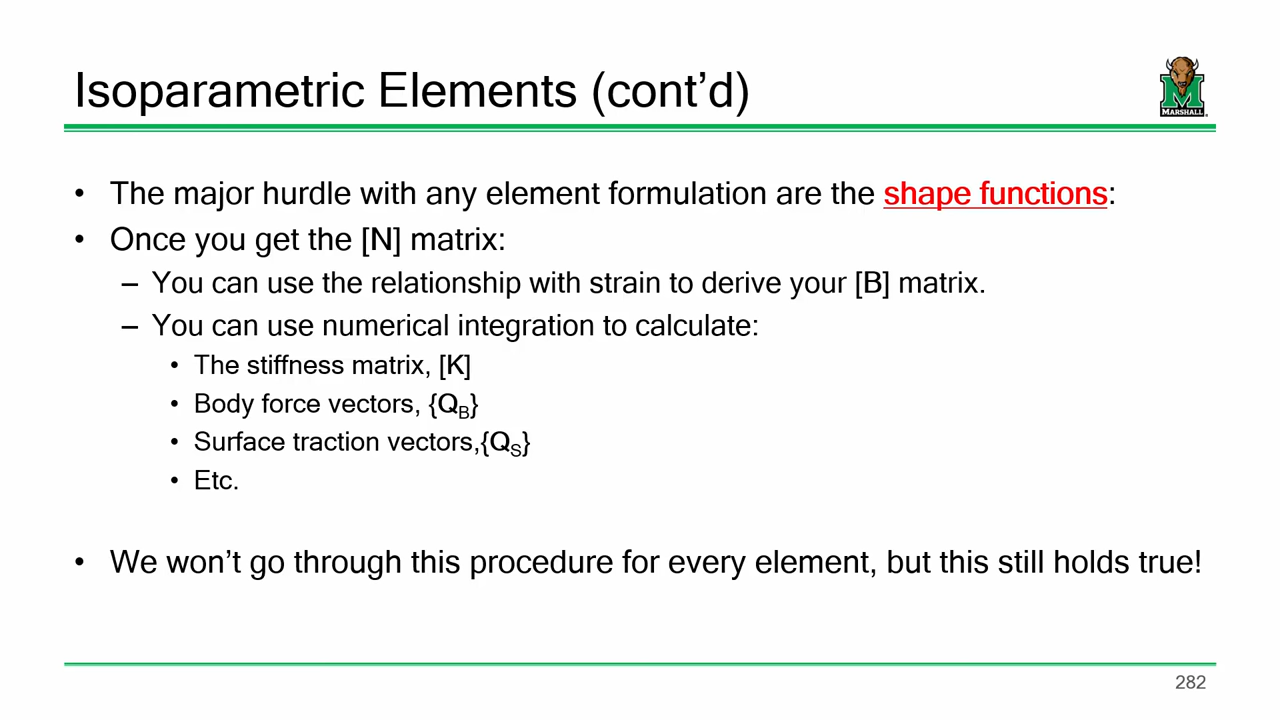 Isoparametric Elements (cont’d)
MARSHALL
• The major hurdle with any element formulation are the shape functions:
• Once you get the [N] matrix:
– You can use the relationship with strain to derive your [B] matrix.
– You can use numerical integration to calculate:
• The stiffness matrix, [K]
• Body force vectors, {QB}
• Surface traction vectors,{QS}
• Etc.
• We won’t go through this procedure for every element, but this still holds true!
282